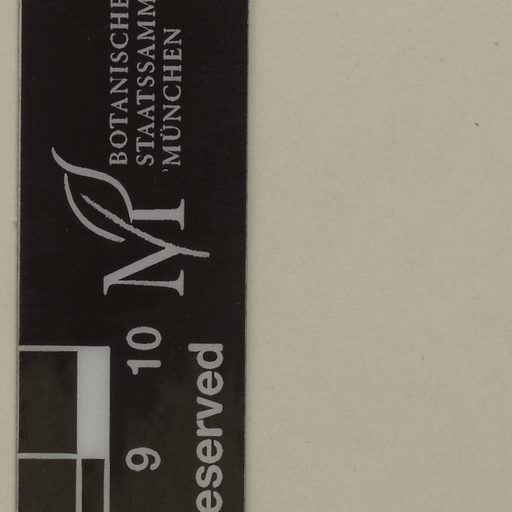 BOTANISCHE
STAATSSAMM
MÜNCHEN
M
9 10
eserved